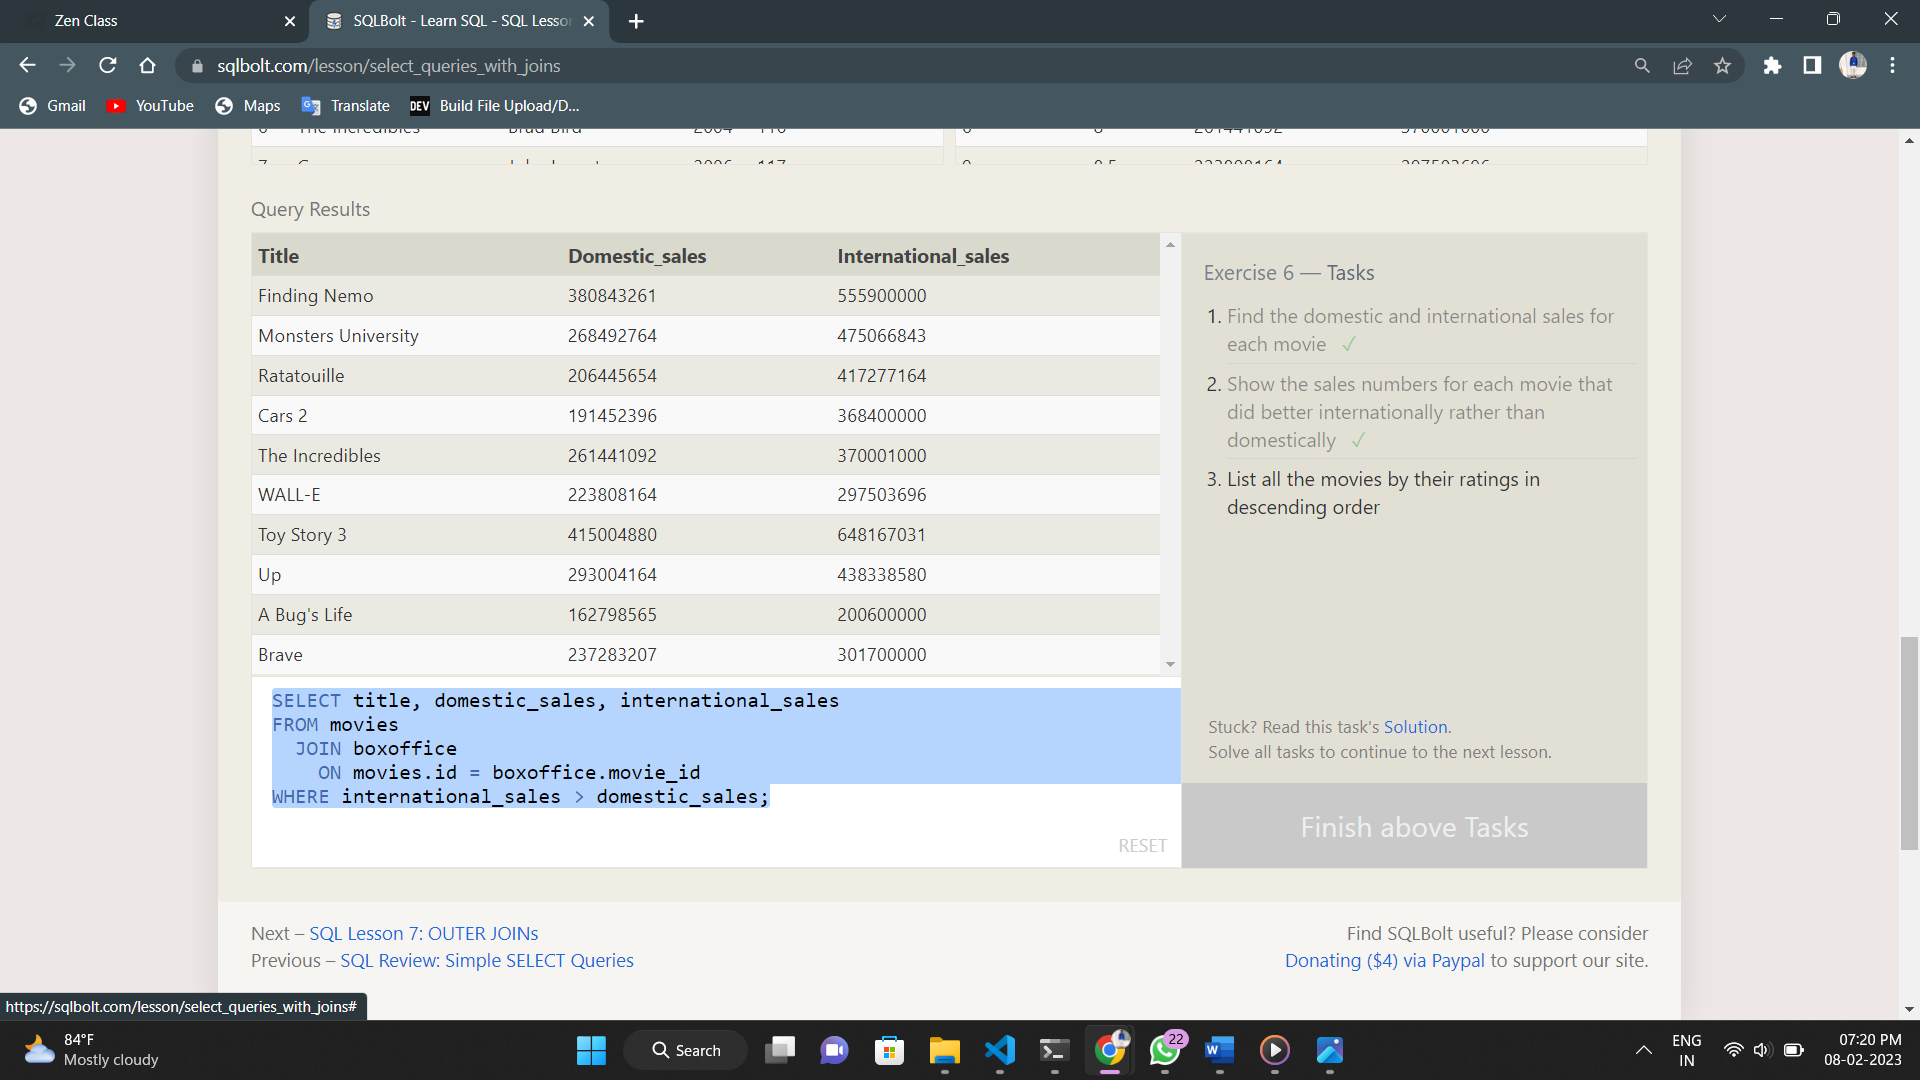 Zen Class
SQLBolt - Learn SQL - SQL Lesson
sqlbolt.com/lesson/select_queries_with_joins
Gmail
YouTube
Maps
Translate
DEV
Build File Upload/D...
Query Results
Title Domestic_sales International_sales
Finding Nemo 380843261 555900000
Monsters University 268492764 475066843
Ratatouille 206445654 417277164
Cars 2 191452396 368400000
The Incredibles 261441092 370001000
WALL-E 223808164 297503696
Toy Story 3 415004880 648167031
Up 293004164 438338580
A Bug's Life 162798565 200600000
Brave 237283207 301700000
SELECT title, domestic_sales, international_sales
FROM movies
JOIN boxoffice
ON movies.id = boxoffice.movie_id
WHERE international_sales > domestic_sales;
RESET
Exercise 6 — Tasks
1. Find the domestic and international sales for
each movie ✓
2. Show the sales numbers for each movie that
did better internationally rather than
domestically ✓
3. List all the movies by their ratings in
descending order
Stuck? Read this task's Solution.
Solve all tasks to continue to the next lesson.
Finish above Tasks
Next – SQL Lesson 7: OUTER JOINs
Previous – SQL Review: Simple SELECT Queries
Find SQLBolt useful? Please consider
Donating ($4) via Paypal to support our site.
https://sqlbolt.com/lesson/select_queries_with_joins#
84°F
Mostly cloudy
Search
22
ENG
IN
07:20 PM
08-02-2023